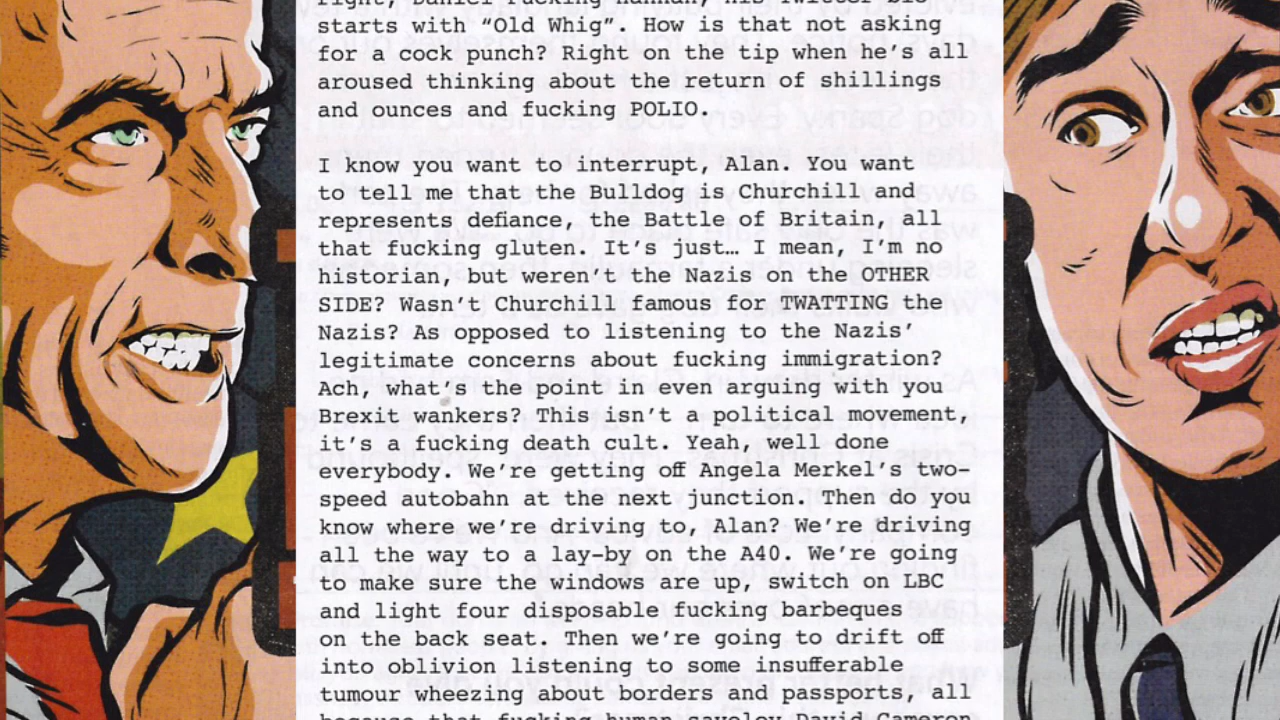 starts with “Old Whig”. How is that not asking
for a cock punch? Right on the tip when he’s all
aroused thinking about the return of shillings
and ounces and fucking POLIO.
I know you want to interrupt, Alan. You want
to tell me that the Bulldog is Churchill and
represents defiance, the Battle of Britain, all
that fucking gluten. It’s just… I mean, I’m no
historian, but weren’t the Nazis on the OTHER
SIDE? Wasn’t Churchill famous for TWATTING the
Nazis? As opposed to listening to the Nazis’
legitimate concerns about fucking immigration?
Ach, what’s the point in even arguing with you
Brexit wankers? This isn’t a political movement,
it’s a fucking death cult. Yeah, well done
everybody. We’re getting off Angela Merkel’s two-
speed autobahn at the next junction. Then do you
know where we’re driving to, Alan? We’re driving
all the way to a lay-by on the A40. We’re going
to make sure the windows are up, switch on LBC
and light four disposable fucking barbeques
on the back seat. Then we’re going to drift off
into oblivion listening to some insufferable
tumour wheezing about borders and passports, all
because that fucking human saveloy David Cameron